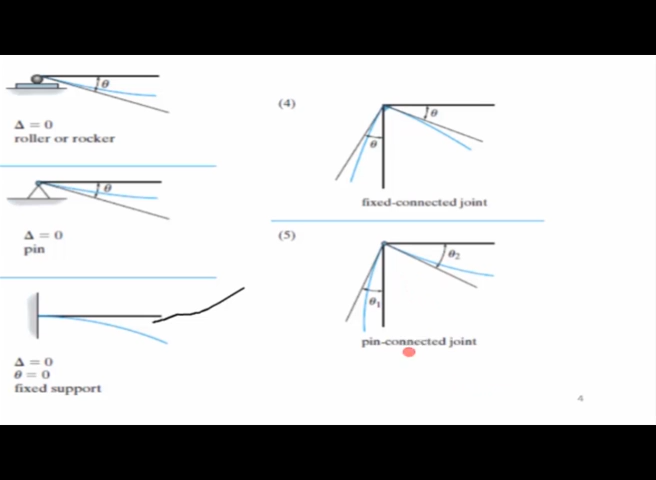 θ
Δ = 0
roller or rocker
θ
Δ = 0
pin
Δ = 0
θ = 0
fixed support
(4)
θ
θ
fixed-connected joint
(5)
θ2
θ1
pin-connected joint
4